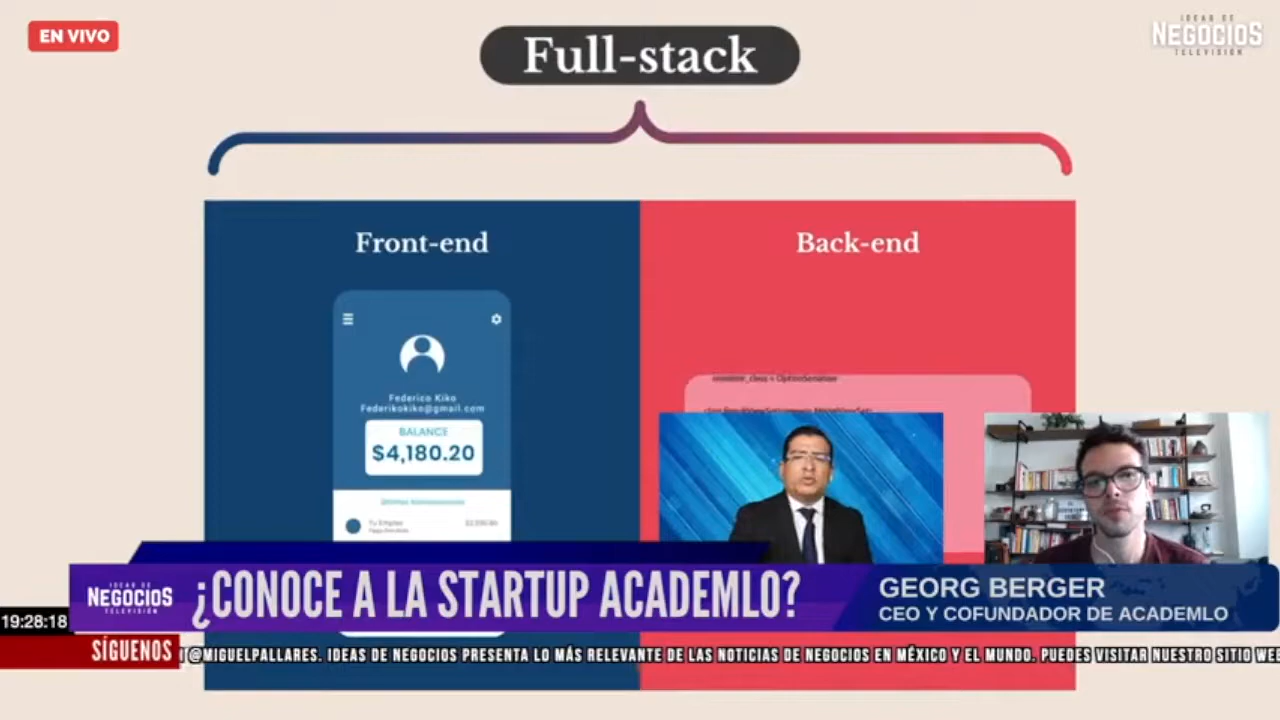 EN VIVO
Full-stack
IDEAS DE
NEGOCIOS
TELEVISIÓN
Front-end
Back-end
Federico Kiko
Federikokiko@gmail.com
BALANCE
$4,180.20
Tu Empleo
IDEAS DE
NEGOCIOS
TELEVISIÓN
¿CONOCE A LA STARTUP ACADEMLO?
GEORG BERGER
CEO Y COFUNDADOR DE ACADEMLO
19:28:18
SÍGUENOS
@MIGUELPALLARES. IDEAS DE NEGOCIOS PRESENTA LO MÁS RELEVANTE DE LAS NOTICIAS DE NEGOCIOS EN MÉXICO Y EL MUNDO. PUEDES VISITAR NUESTRO SITIO WEB